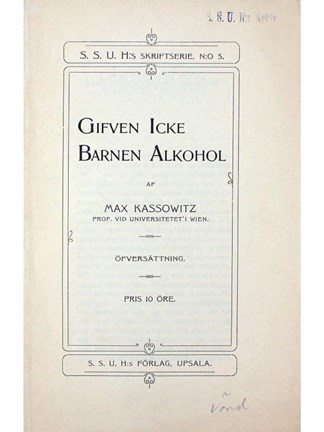 S. S. U. H:s SKRIFTSERIE, N:O 5.
GIFVEN ICKE
BARNEN ALKOHOL
AF
MAX KASSOWITZ
PROF. VID UNIVERSITETET I WIEN.
ÖFVERSÄTTNING.
PRIS 10 ÖRE.
S. S. U. H:s FÖRLAG, UPSALA.